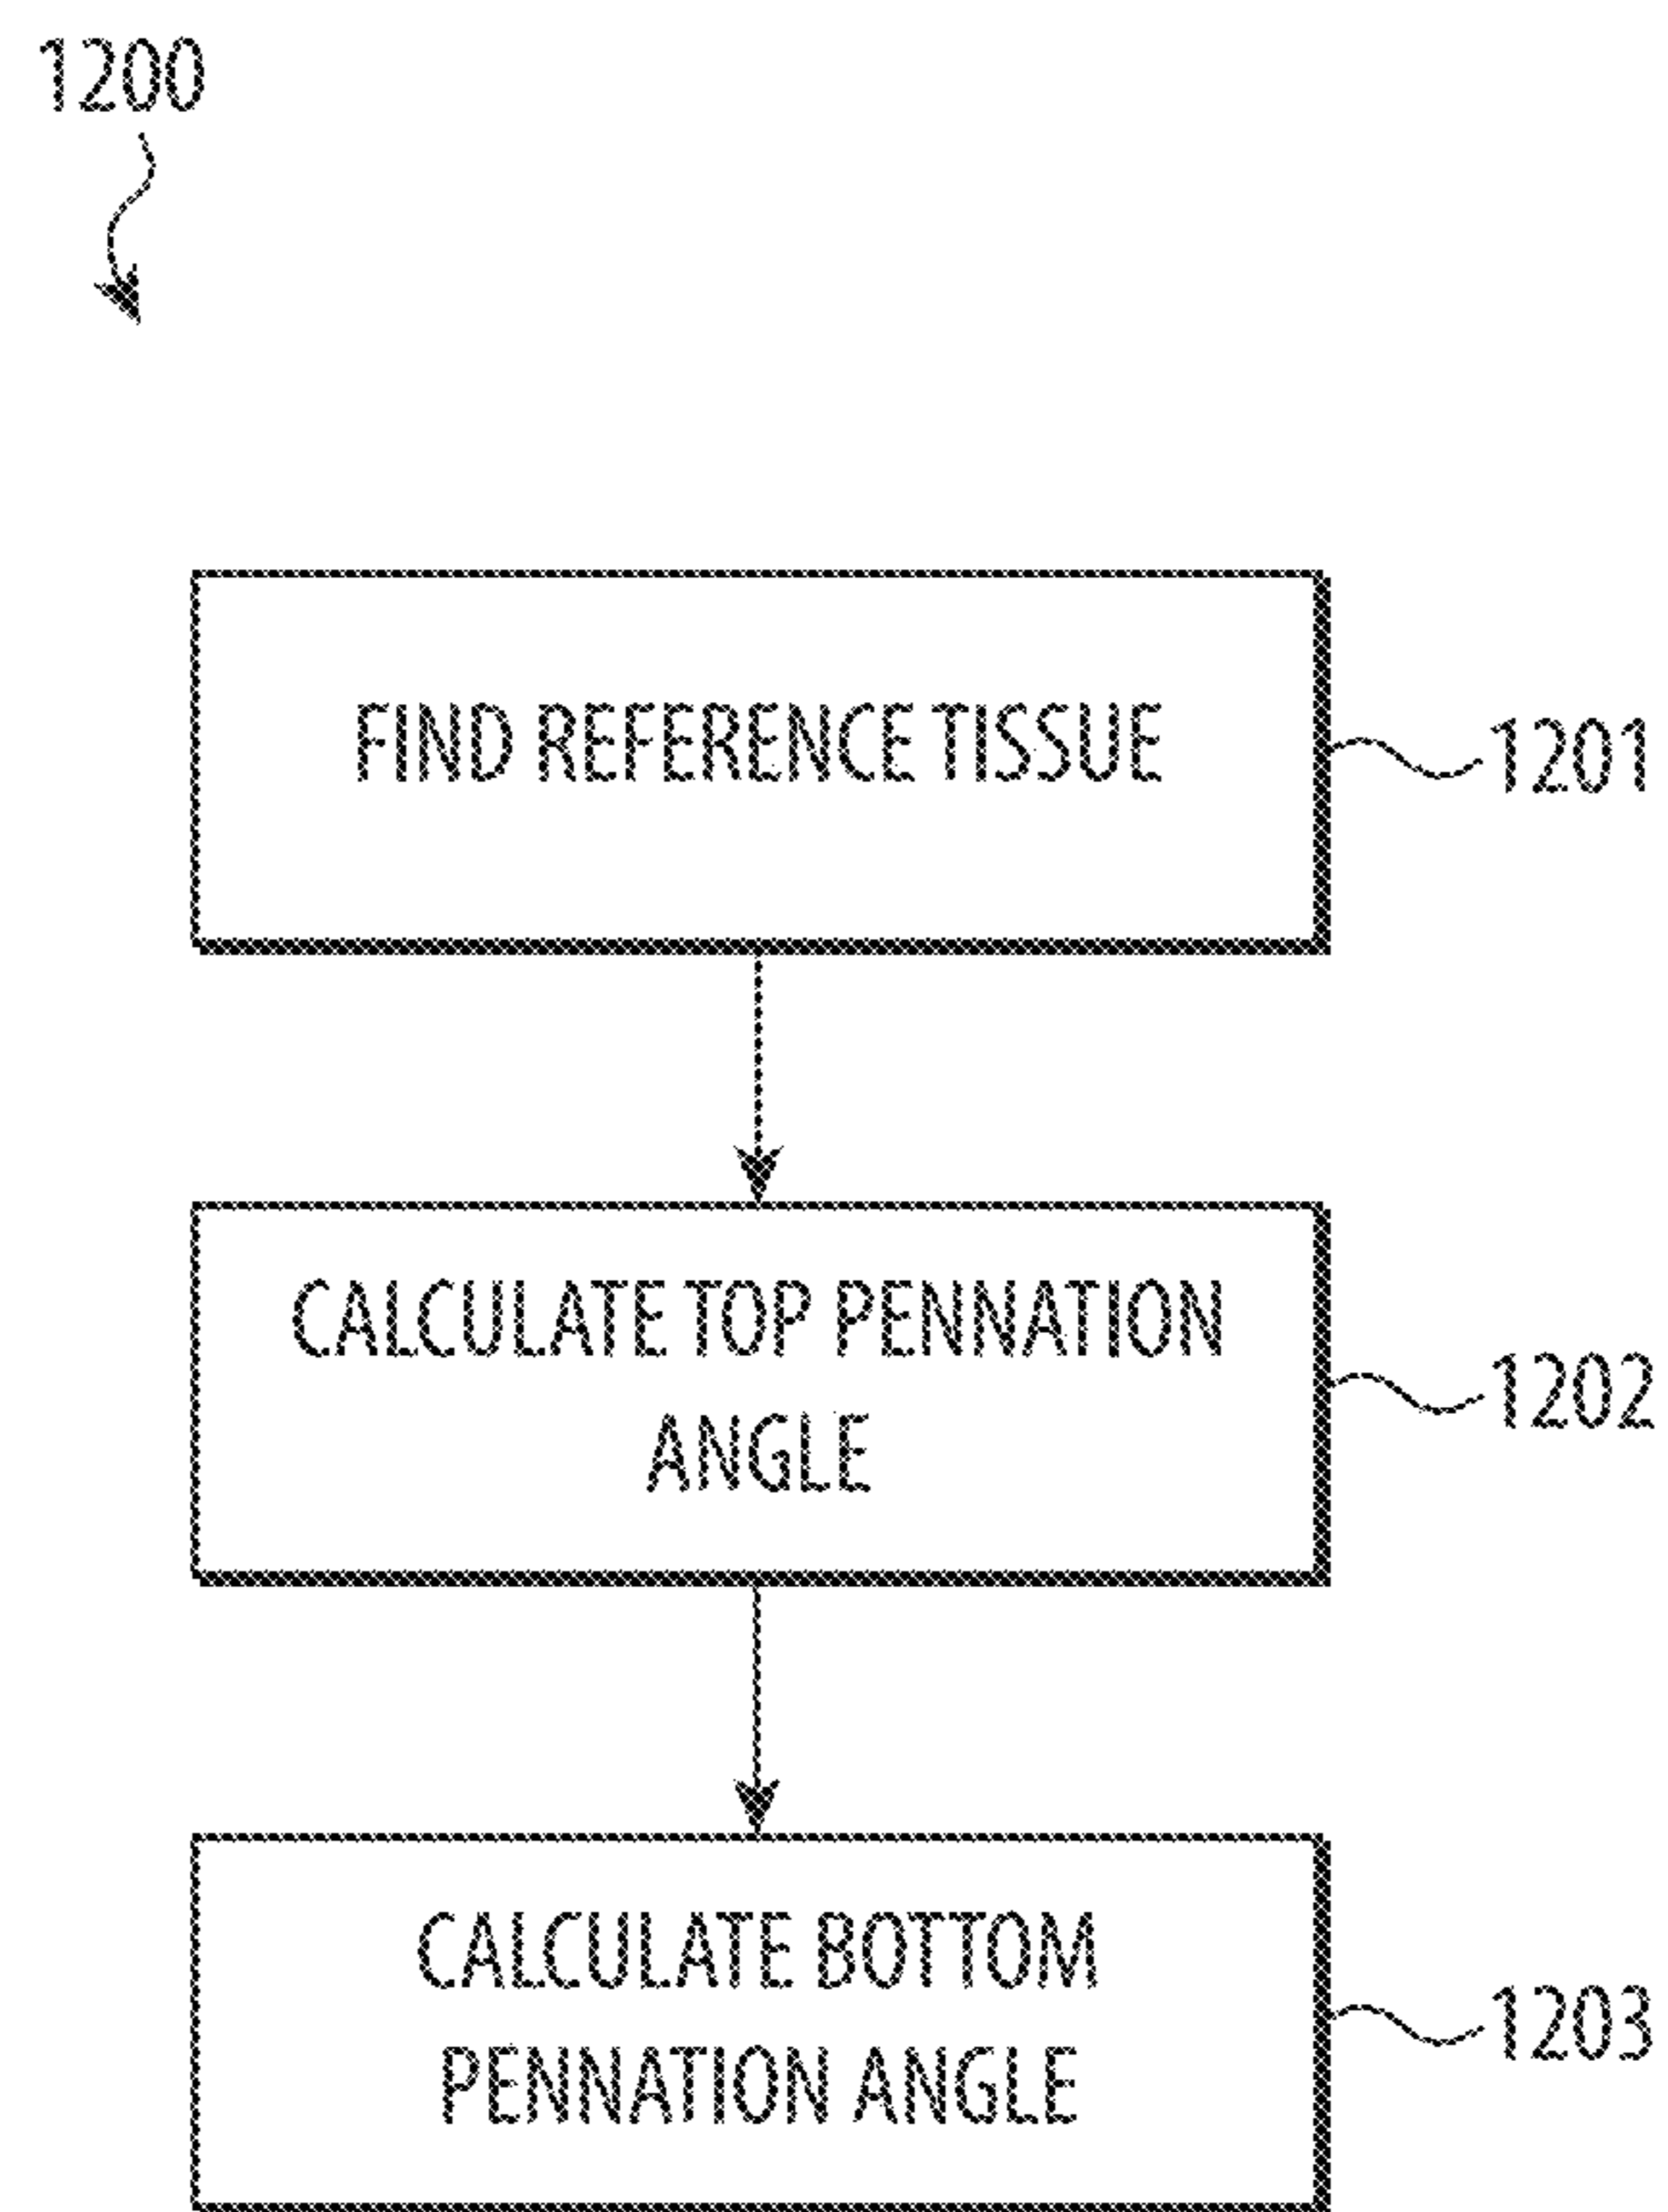 1200
FIND REFERENCE TISSUE
1201
CALCULATE TOP PENNATION
ANGLE
1202
CALCULATE BOTTOM
PENNATION ANGLE
1203